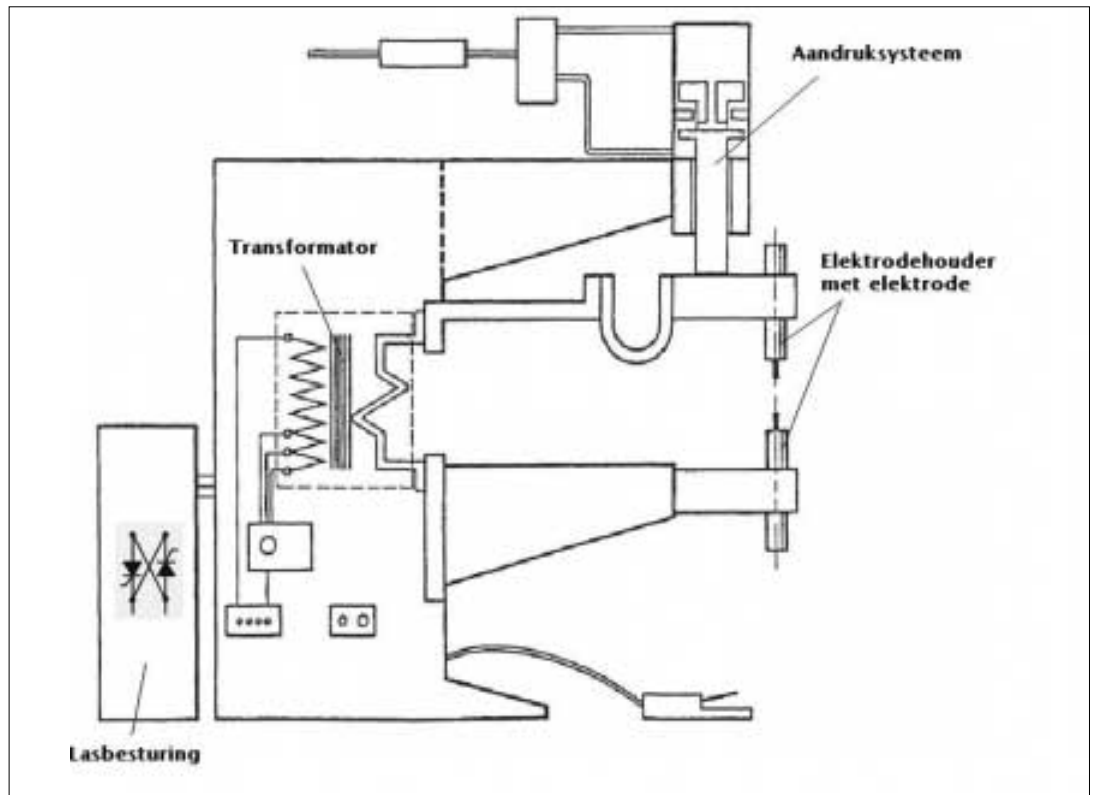 Aandruksysteem
Transformator
Elektrodehouder
met elektrode
Lasbesturing